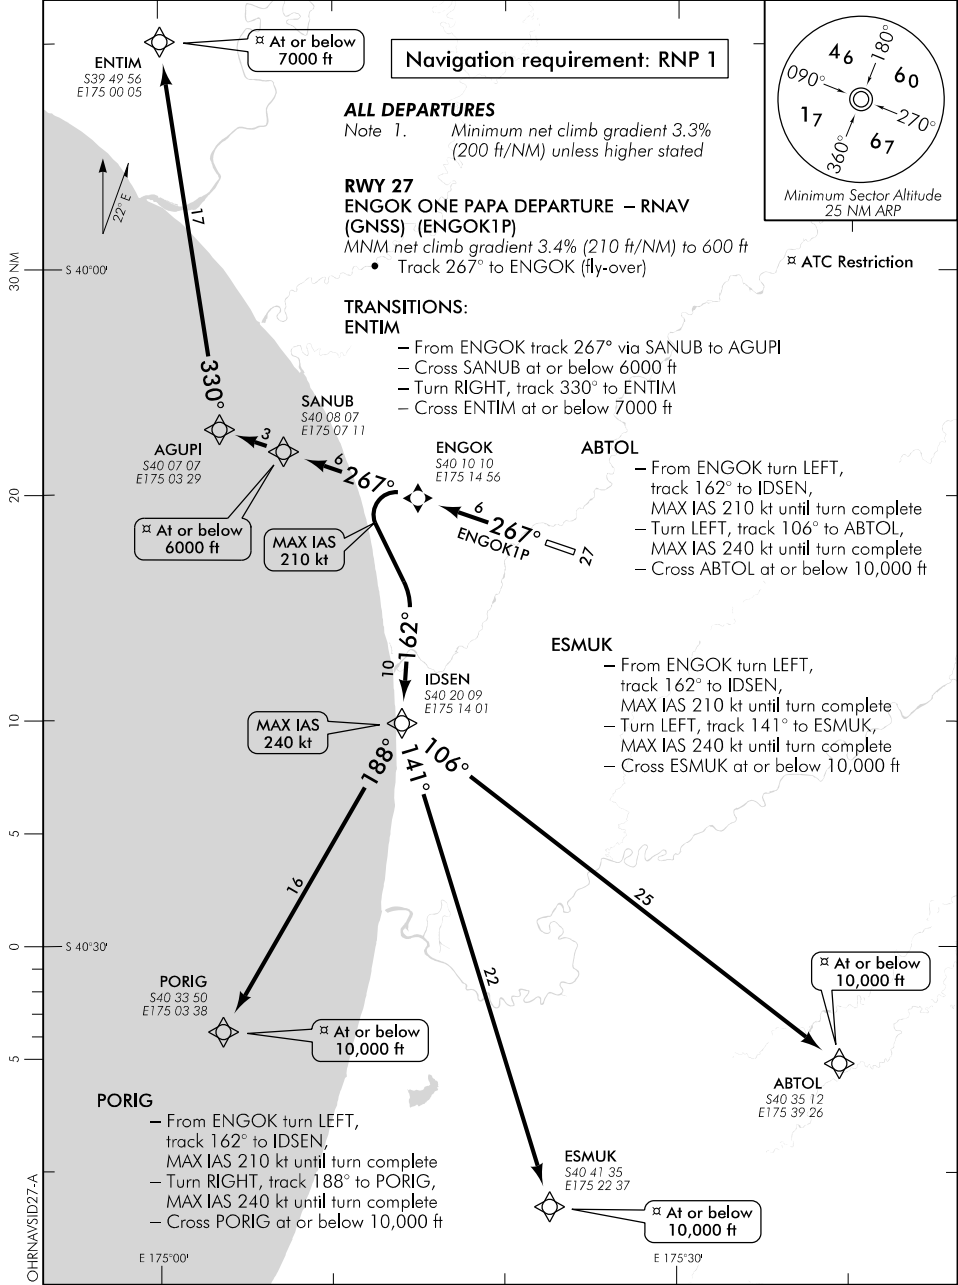 ENTIM
S39 49 56
E175 00 05
¤ At or below
7000 ft
Navigation requirement: RNP 1
46
180°
60
090°
270°
17
67
360°
Minimum Sector Altitude
25 NM ARP
ALL DEPARTURES
Note 1. Minimum net climb gradient 3.3%
(200 ft/NM) unless higher stated
RWY 27
ENGOK ONE PAPA DEPARTURE – RNAV
(GNSS) (ENGOK1P)
MNM net climb gradient 3.4% (210 ft/NM) to 600 ft
• Track 267° to ENGOK (fly-over)
¤ ATC Restriction
22° E
17
30 NM
S 40°00'
TRANSITIONS:
ENTIM
– From ENGOK track 267° via SANUB to AGUPI
– Cross SANUB at or below 6000 ft
– Turn RIGHT, track 330° to ENTIM
– Cross ENTIM at or below 7000 ft
330°
SANUB
S40 08 07
E175 07 11
AGUPI
S40 07 07
E175 03 29
3
6
267°
ENGOK
S40 10 10
E175 14 56
6
267°
ENGOK1P
27
20
¤ At or below
6000 ft
MAX IAS
210 kt
ABTOL
– From ENGOK turn LEFT,
track 162° to IDSEN,
MAX IAS 210 kt until turn complete
– Turn LEFT, track 106° to ABTOL,
MAX IAS 240 kt until turn complete
– Cross ABTOL at or below 10,000 ft
162°
10
ESMUK
– From ENGOK turn LEFT,
track 162° to IDSEN,
MAX IAS 210 kt until turn complete
– Turn LEFT, track 141° to ESMUK,
MAX IAS 240 kt until turn complete
– Cross ESMUK at or below 10,000 ft
IDSEN
S40 20 09
E175 14 01
10
MAX IAS
240 kt
188°
141°
106°
5
16
22
25
0
S 40°30'
PORIG
S40 33 50
E175 03 38
¤ At or below
10,000 ft
¤ At or below
10,000 ft
5
ABTOL
S40 35 12
E175 39 26
PORIG
– From ENGOK turn LEFT,
track 162° to IDSEN,
MAX IAS 210 kt until turn complete
– Turn RIGHT, track 188° to PORIG,
MAX IAS 240 kt until turn complete
– Cross PORIG at or below 10,000 ft
ESMUK
S40 41 35
E175 22 37
¤ At or below
10,000 ft
OHRNAVSID27-A
E 175°00'
E 175°30'